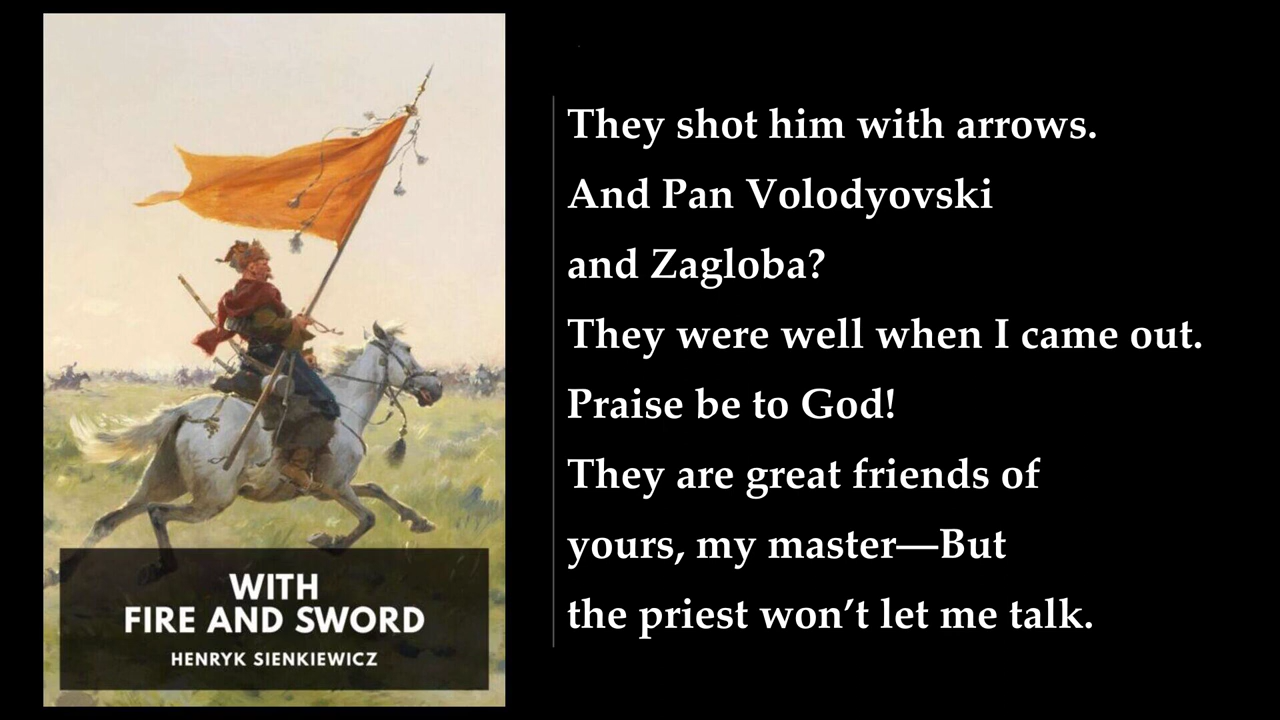 They shot him with arrows.
And Pan Volodyovski
and Zagloba?
They were well when I came out.
Praise be to God!
They are great friends of
yours, my master—But
the priest won’t let me talk.
WITH
FIRE AND SWORD
HENRYK SIENKIEWICZ